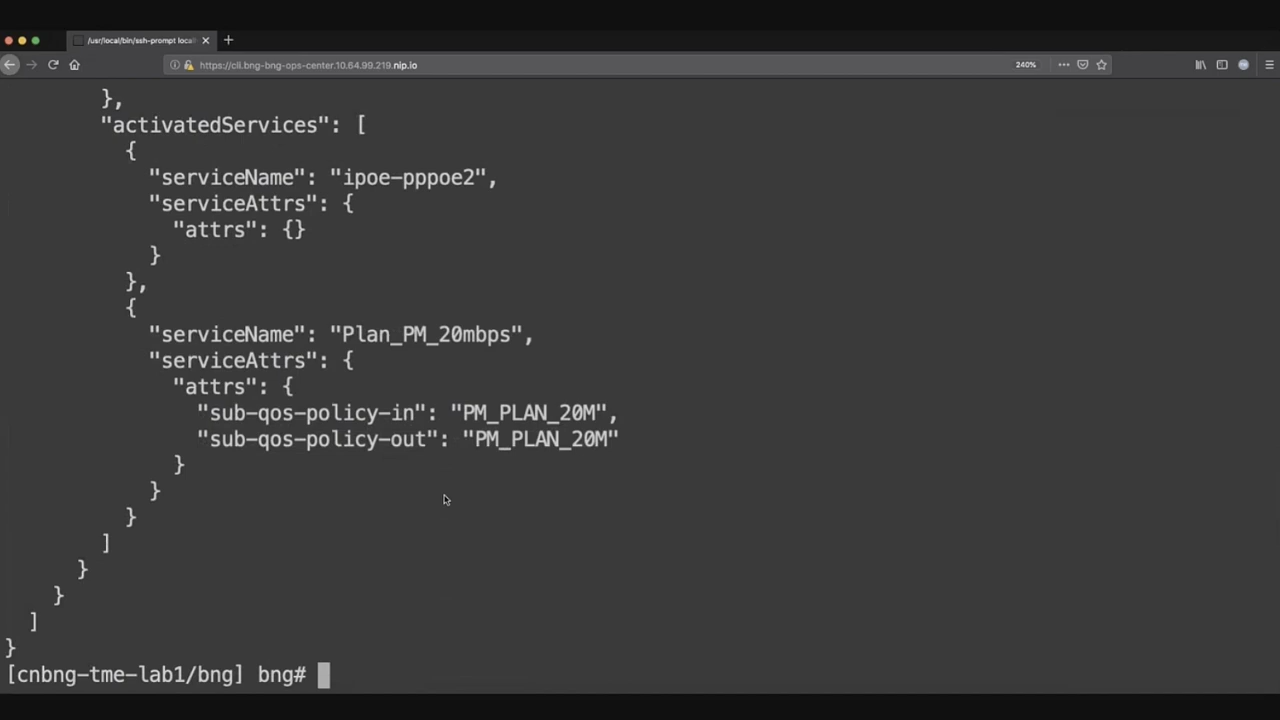 /usr/local/bin/ssh-prompt local
https://cli.bng-bng-ops-center.10.64.99.219.nip.io
240%
},
"activatedServices": [
{
"serviceName": "ipoe-pppoe2",
"serviceAttrs": {
"attrs": {}
}
},
{
"serviceName": "Plan_PM_20mbps",
"serviceAttrs": {
"attrs": {
"sub-qos-policy-in": "PM_PLAN_20M",
"sub-qos-policy-out": "PM_PLAN_20M"
}
}
}
]
}
}
]
}
[cnbng-tme-lab1/bng] bng#